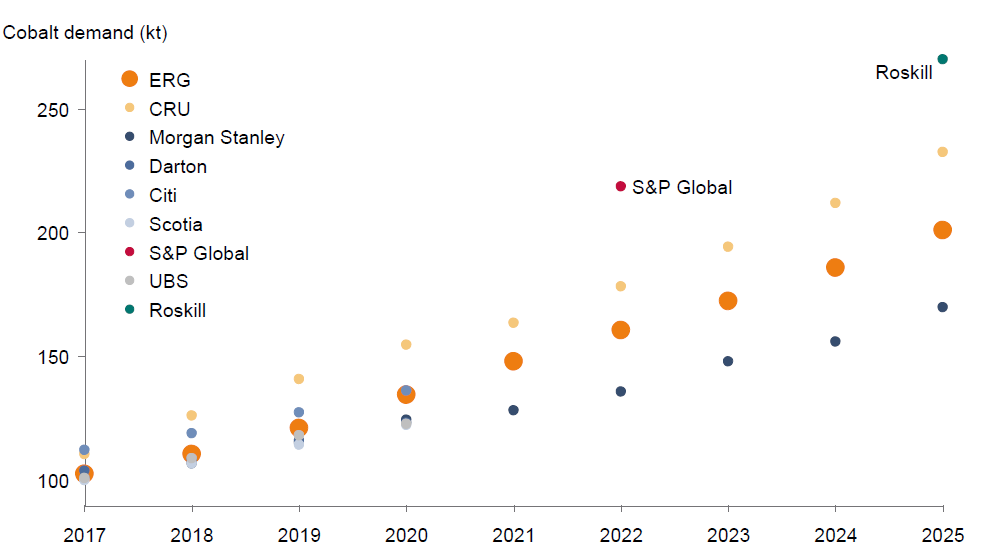 Cobalt demand (kt)
ERG
CRU
Morgan Stanley
Darton
Citi
Scotia
S&P Global
UBS
Roskill
Roskill
S&P Global
250
200
150
100
2017 2018 2019 2020 2021 2022 2023 2024 2025